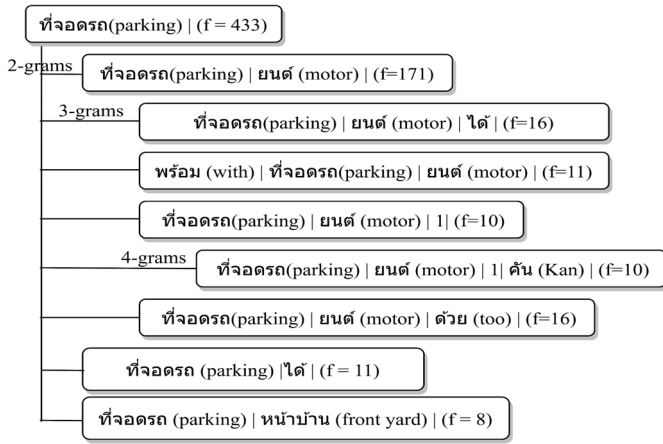 ที่จอดรถ(parking) | (f = 433)
2-grams
ที่จอดรถ(parking) | ยนต์ (motor) | (f=171)
3-grams
ที่จอดรถ(parking) | ยนต์ (motor) | ได้ | (f=16)
พร้อม (with) | ที่จอดรถ(parking) | ยนต์ (motor) | (f=11)
ที่จอดรถ(parking) | ยนต์ (motor) | 1| (f=10)
4-grams
ที่จอดรถ(parking) | ยนต์ (motor) | 1| คัน (Kan) | (f=10)
ที่จอดรถ(parking) | ยนต์ (motor) | ด้วย (too) | (f=16)
ที่จอดรถ (parking) |ได้ | (f = 11)
ที่จอดรถ (parking) | หน้าบ้าน (front yard) | (f = 8)